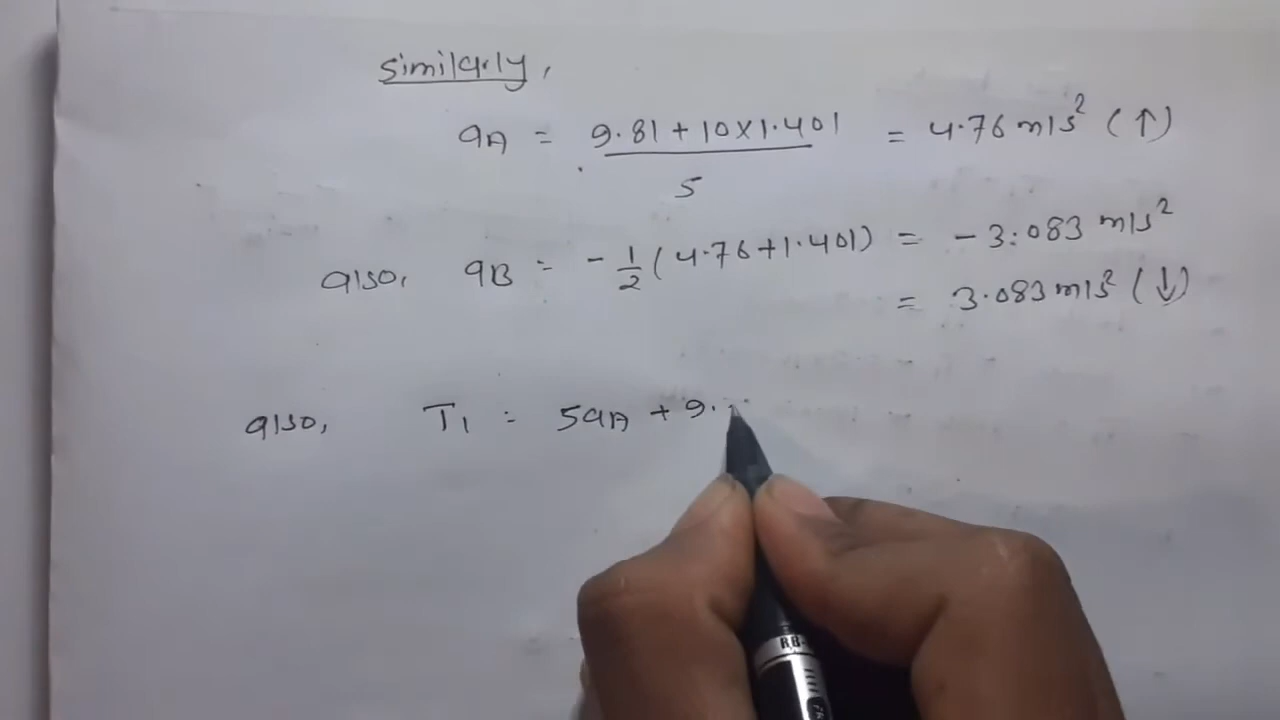 Similarly,
aA = 9.81 + 10 x 1.401 / 5 = 4.76 m/s² (↑)
also, aB = - 1/2 (4.76 + 1.401) = - 3.083 m/s²
= 3.083 m/s² (↓)
also, T1 = 5aA + 9.
RB-